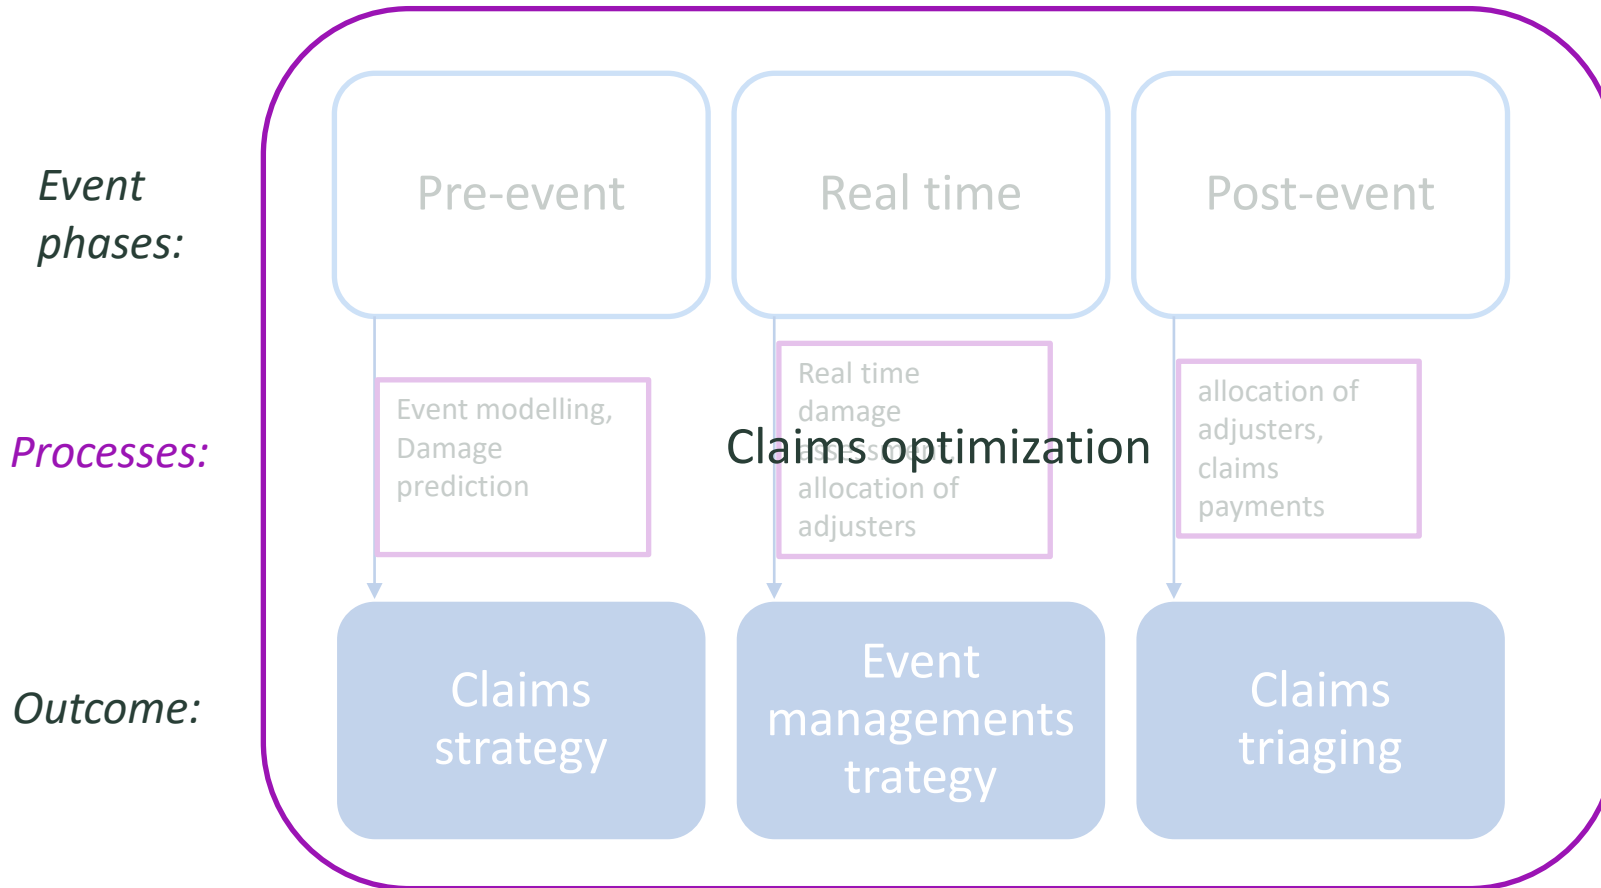 Event
phases:
Pre-event
Real time
Post-event
Processes:
Event modelling,
Damage
prediction
Real time
damage
assessment,
allocation of
adjusters
Claims optimization
allocation of
adjusters,
claims
payments
Outcome:
Claims
strategy
Event
managements
trategy
Claims
triaging